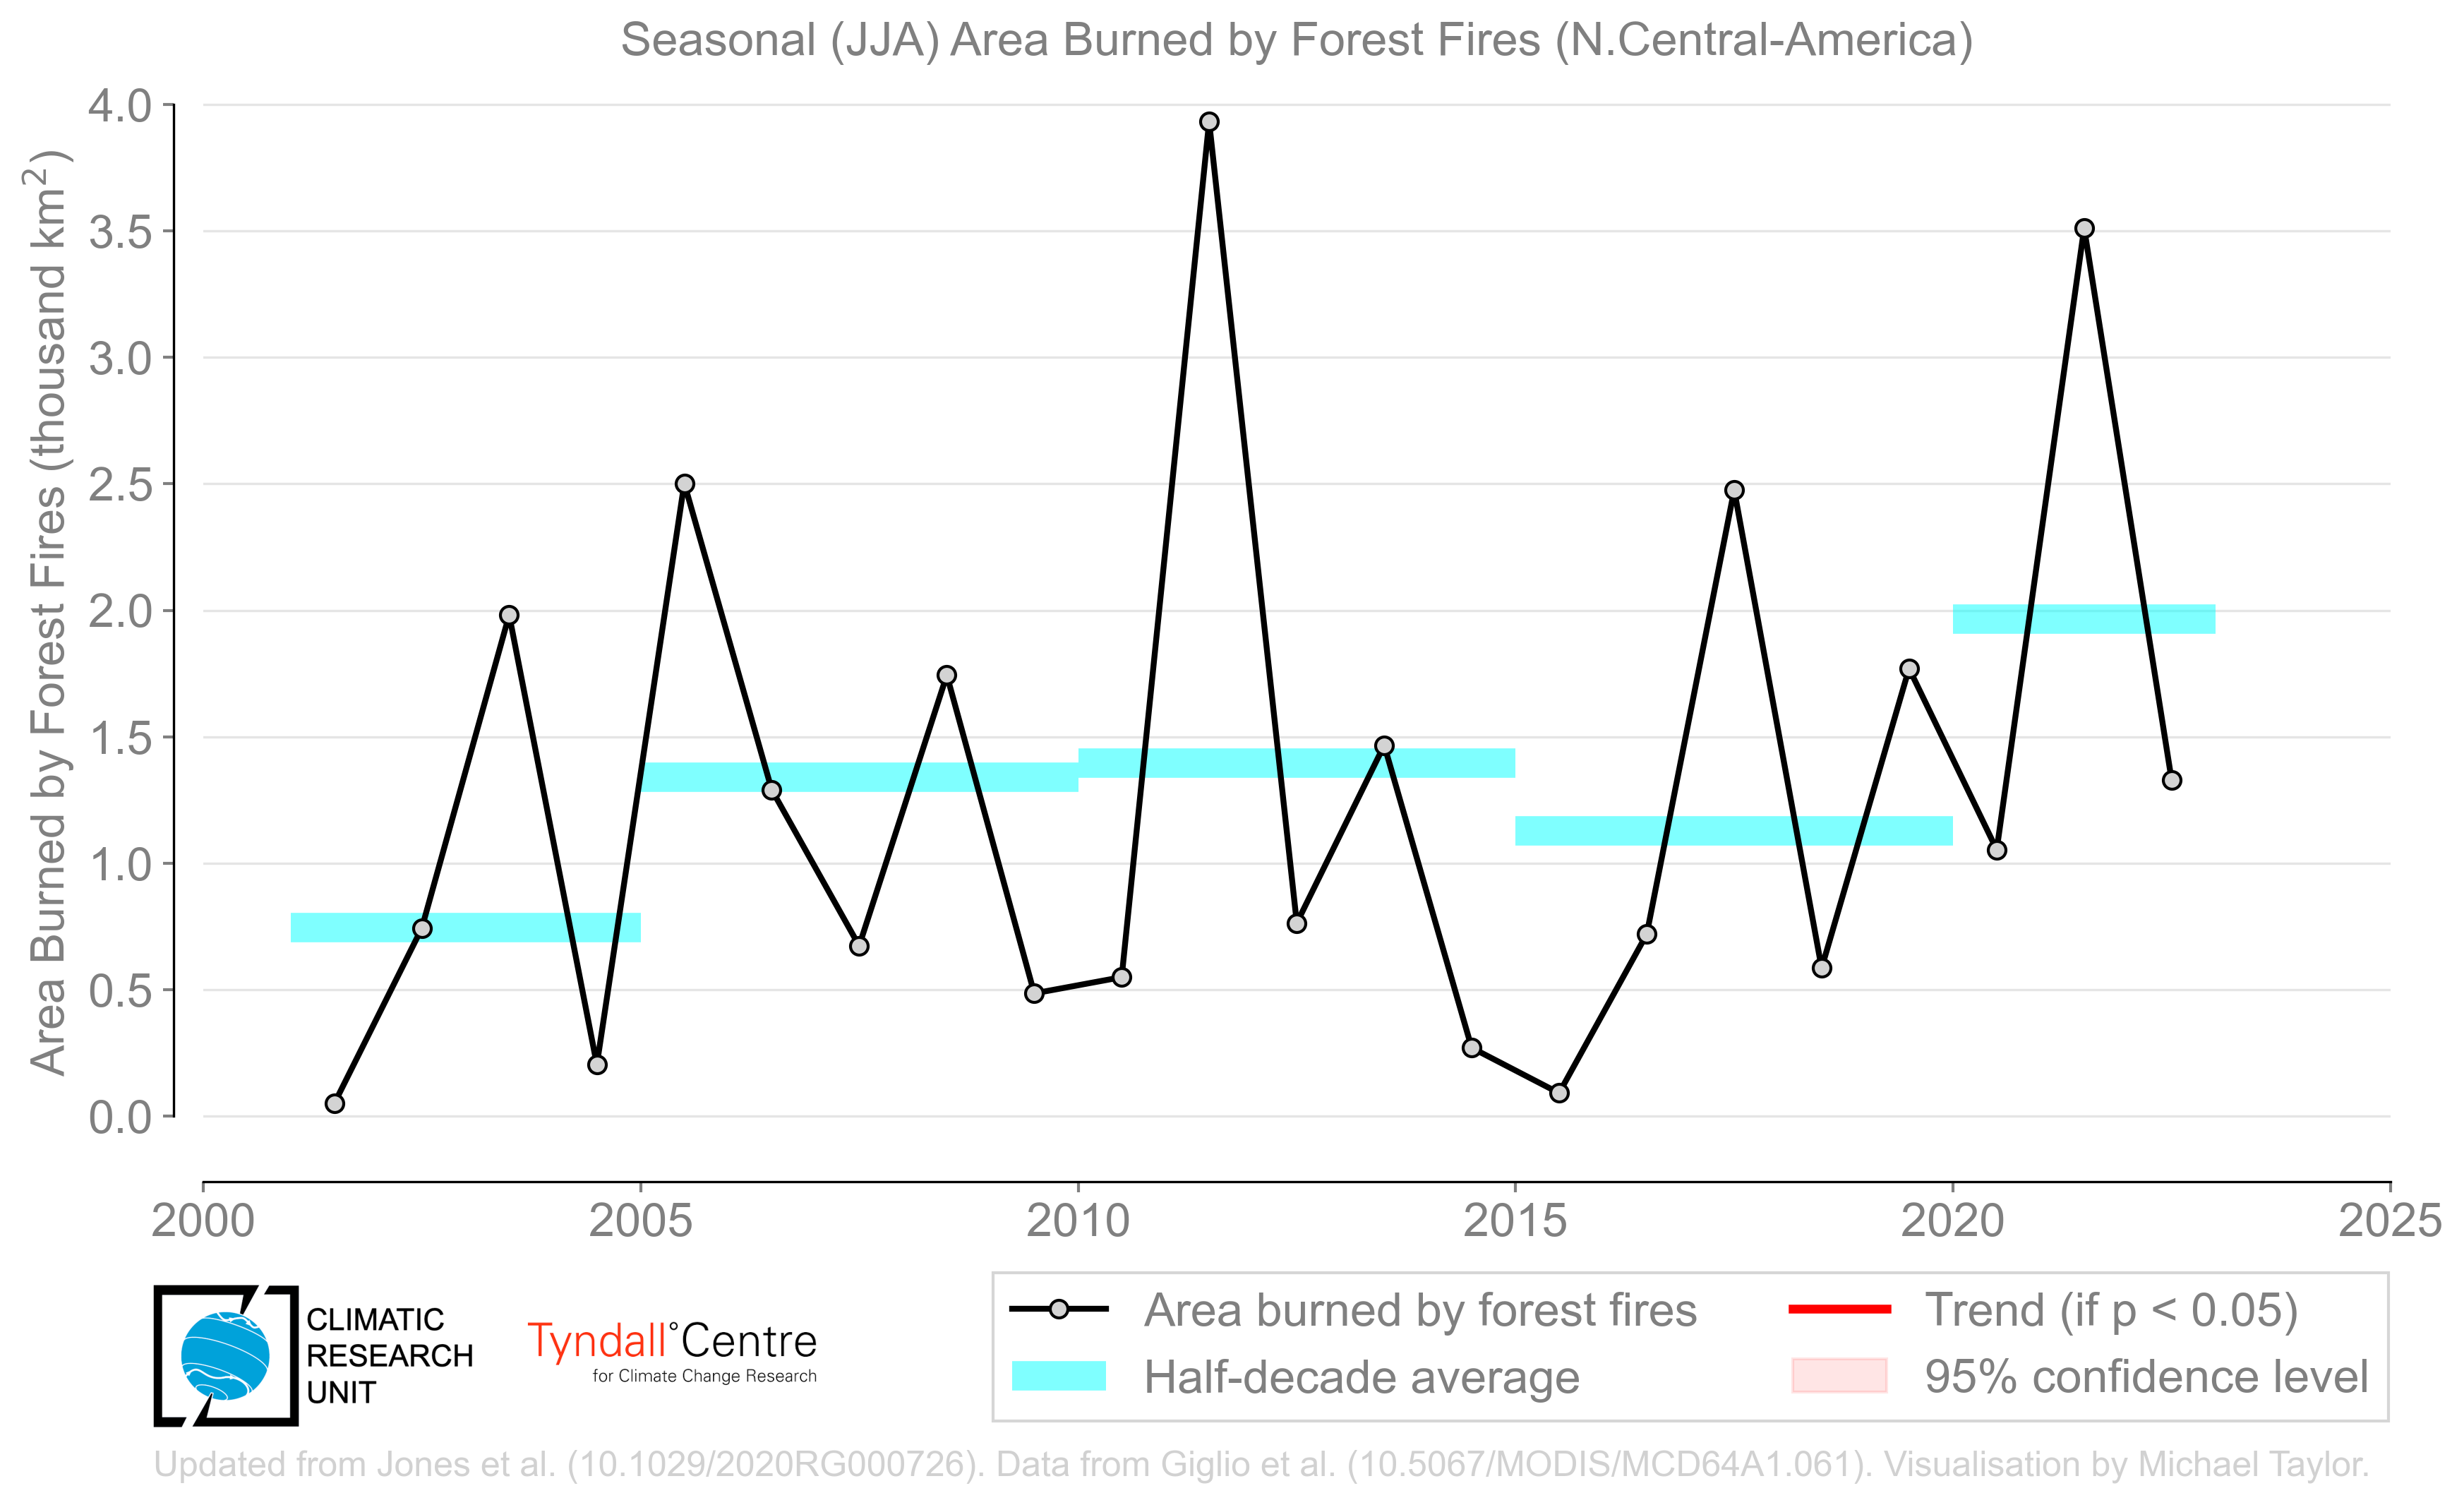 Seasonal (JJA) Area Burned by Forest Fires (N.Central-America)
Area Burned by Forest Fires (thousand km²)
4.0
3.5
3.0
2.5
2.0
1.5
1.0
0.5
0.0
2000 2005 2010 2015 2020 2025
CLIMATIC
RESEARCH
UNIT
Tyndall°Centre
for Climate Change Research
Area burned by forest fires
Half-decade average
Trend (if p < 0.05)
95% confidence level
Updated from Jones et al. (10.1029/2020RG000726). Data from Giglio et al. (10.5067/MODIS/MCD64A1.061). Visualisation by Michael Taylor.